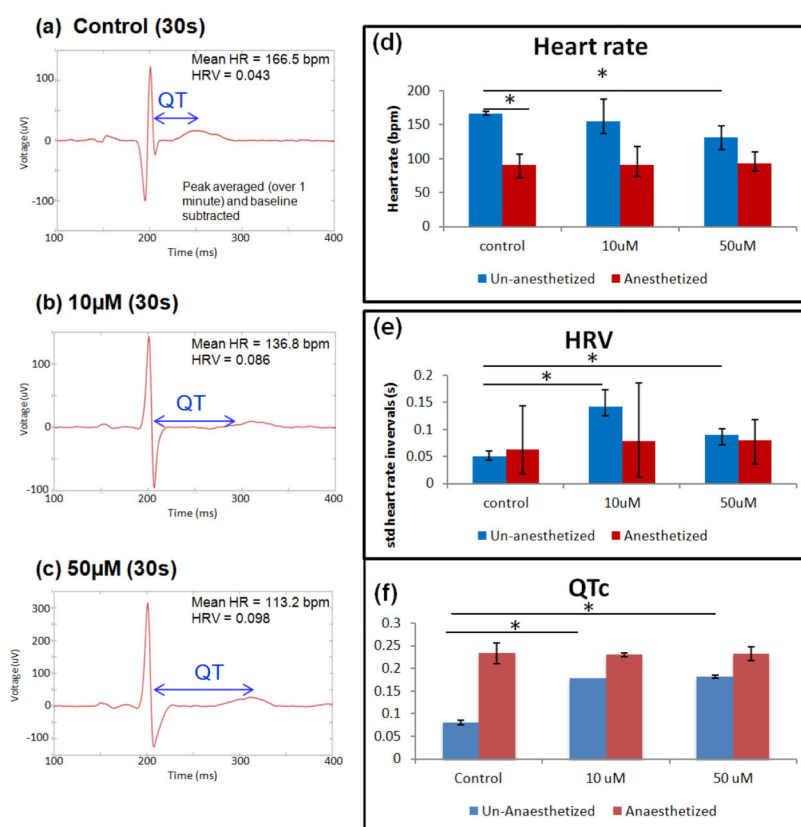 (a) Control (30s)
Mean HR = 166.5 bpm
HRV = 0.043
QT
Peak averaged (over 1
minute) and baseline
subtracted
100
0
-100
Voltage (uV)
100 200 300 400
Time (ms)
(b) 10µM (30s)
Mean HR = 136.8 bpm
HRV = 0.086
QT
100
0
-100
Voltage (uV)
100 200 300 400
Time (ms)
(c) 50µM (30s)
Mean HR = 113.2 bpm
HRV = 0.098
QT
300
200
100
0
-100
Voltage (uV)
100 200 300 400
Time (ms)
(d) Heart rate
*
*
200
150
100
50
0
Heart rate (bpm)
control 10uM 50uM
Un-anesthetized Anesthetized
(e) HRV
*
*
0.2
0.15
0.1
0.05
0
std heart rate invervals (s)
control 10uM 50uM
Un-anesthetized Anesthetized
(f) QTc
*
*
0.3
0.25
0.2
0.15
0.1
0.05
0
Control 10 uM 50 uM
Un-Anaesthetized Anaesthetized